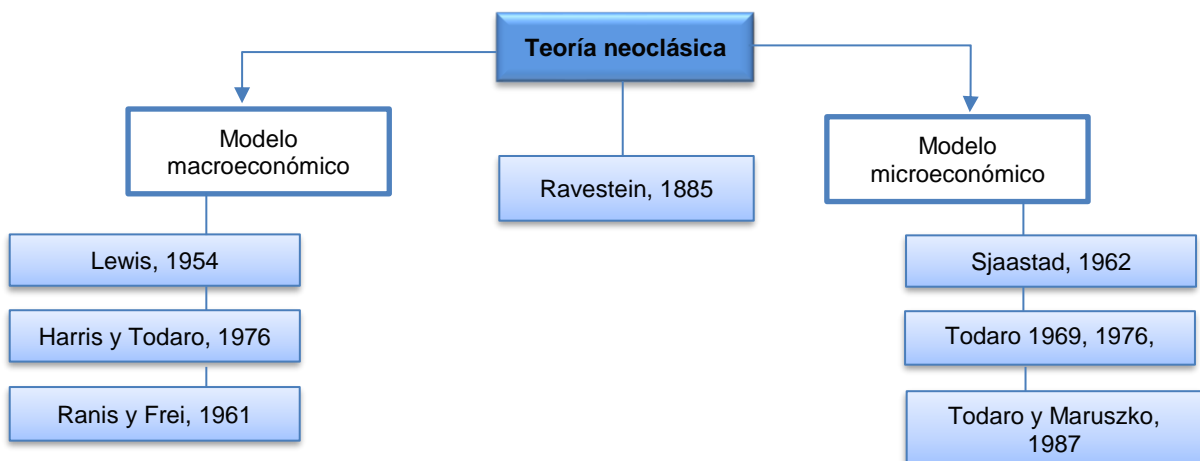 Teoría neoclásica
Modelo
macroeconómico
Ravestein, 1885
Modelo
microeconómico
Lewis, 1954
Harris y Todaro, 1976
Ranis y Frei, 1961
Sjaastad, 1962
Todaro 1969, 1976,
Todaro y Maruszko,
1987